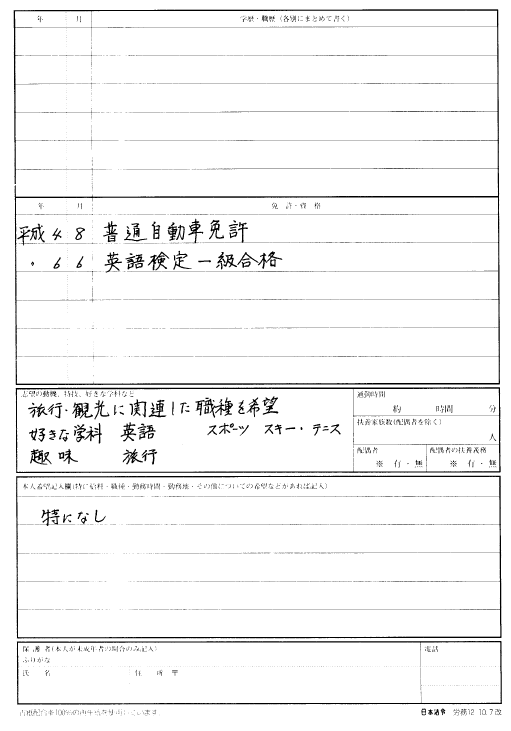 年 月 学歴・職歴(各別にまとめて書く)
年 月 免許・資格
平成 4 8 普通自動車免許
〃 6 6 英語検定一級合格
志望の動機、特技、好きな学科など
旅行・観光に関連した職種を希望
好きな学科 英語 スポーツ スキー・テニス
趣味 旅行
通勤時間
約 時間 分
扶養家族数(配偶者を除く)
人
配偶者
※ 有・無
配偶者の扶養義務
※ 有・無
本人希望記入欄(特に給料・職種・勤務時間・勤務地・その他についての希望などがあれば記入)
特になし
保護者(本人が未成年者の場合のみ記入)
ふりがな
氏 名 住 所 〒
電話
古紙配合率100%の再生紙を使用しています
日本法令 労務12 10.7改